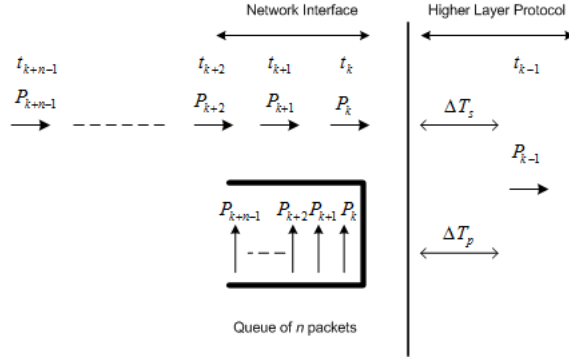 Network Interface Higher Layer Protocol
t_{k+n-1} t_{k+2} t_{k+1} t_k t_{k-1}
P_{k+n-1} P_{k+2} P_{k+1} P_k ΔT_s
P_{k-1}
P_{k+n-1} P_{k+2} P_{k+1} P_k
ΔT_p
Queue of n packets